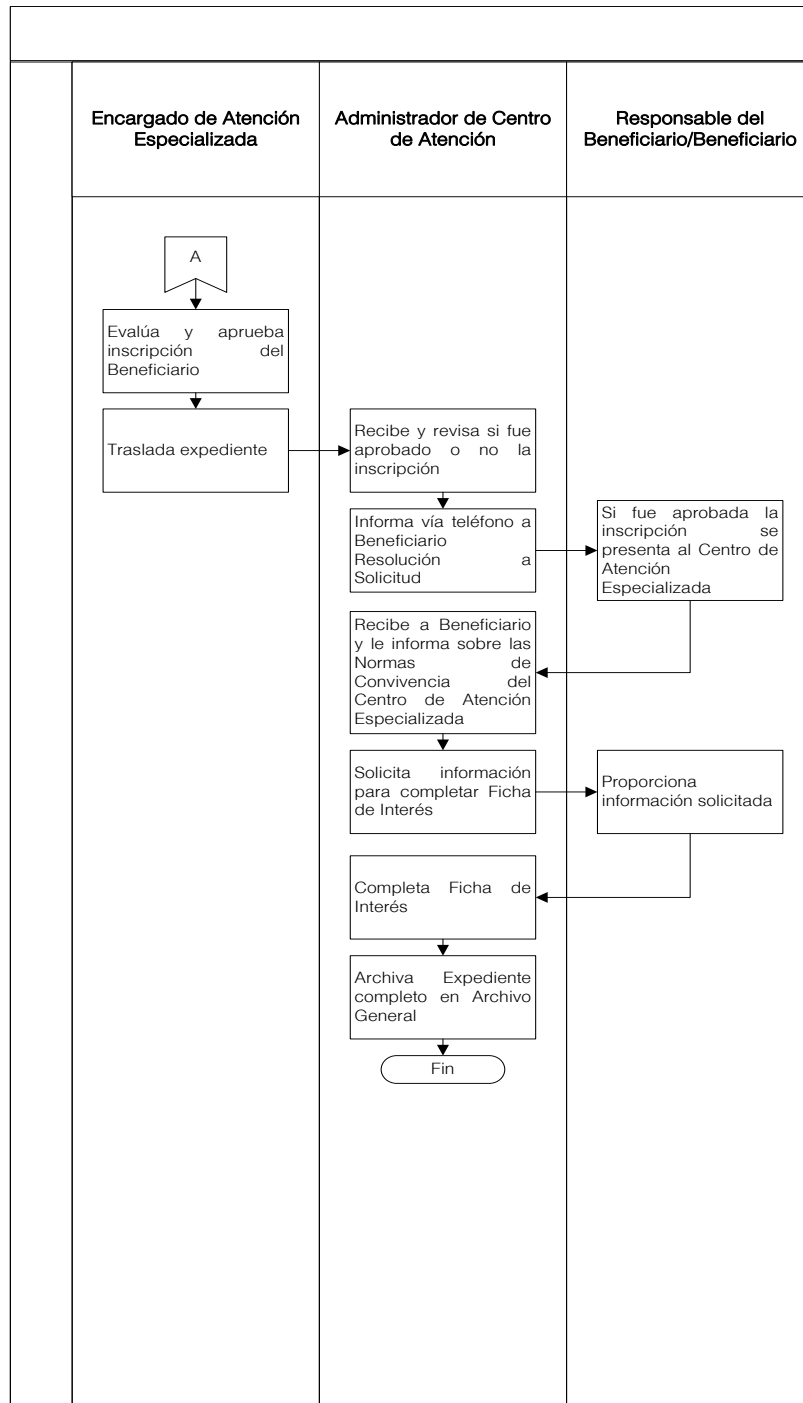 Encargado de Atención
Especializada
Administrador de Centro
de Atención
Responsable del
Beneficiario/Beneficiario
A
Evalúa y aprueba
inscripción del
Beneficiario
Traslada expediente
Recibe y revisa si fue
aprobado o no la
inscripción
Informa vía teléfono a
Beneficiario
Resolución a
Solicitud
Si fue aprobada la
inscripción se
presenta al Centro de
Atención
Especializada
Recibe a Beneficiario
y le informa sobre las
Normas de
Convivencia del
Centro de Atención
Especializada
Solicita información
para completar Ficha
de Interés
Proporciona
información solicitada
Completa Ficha de
Interés
Archiva Expediente
completo en Archivo
General
Fin